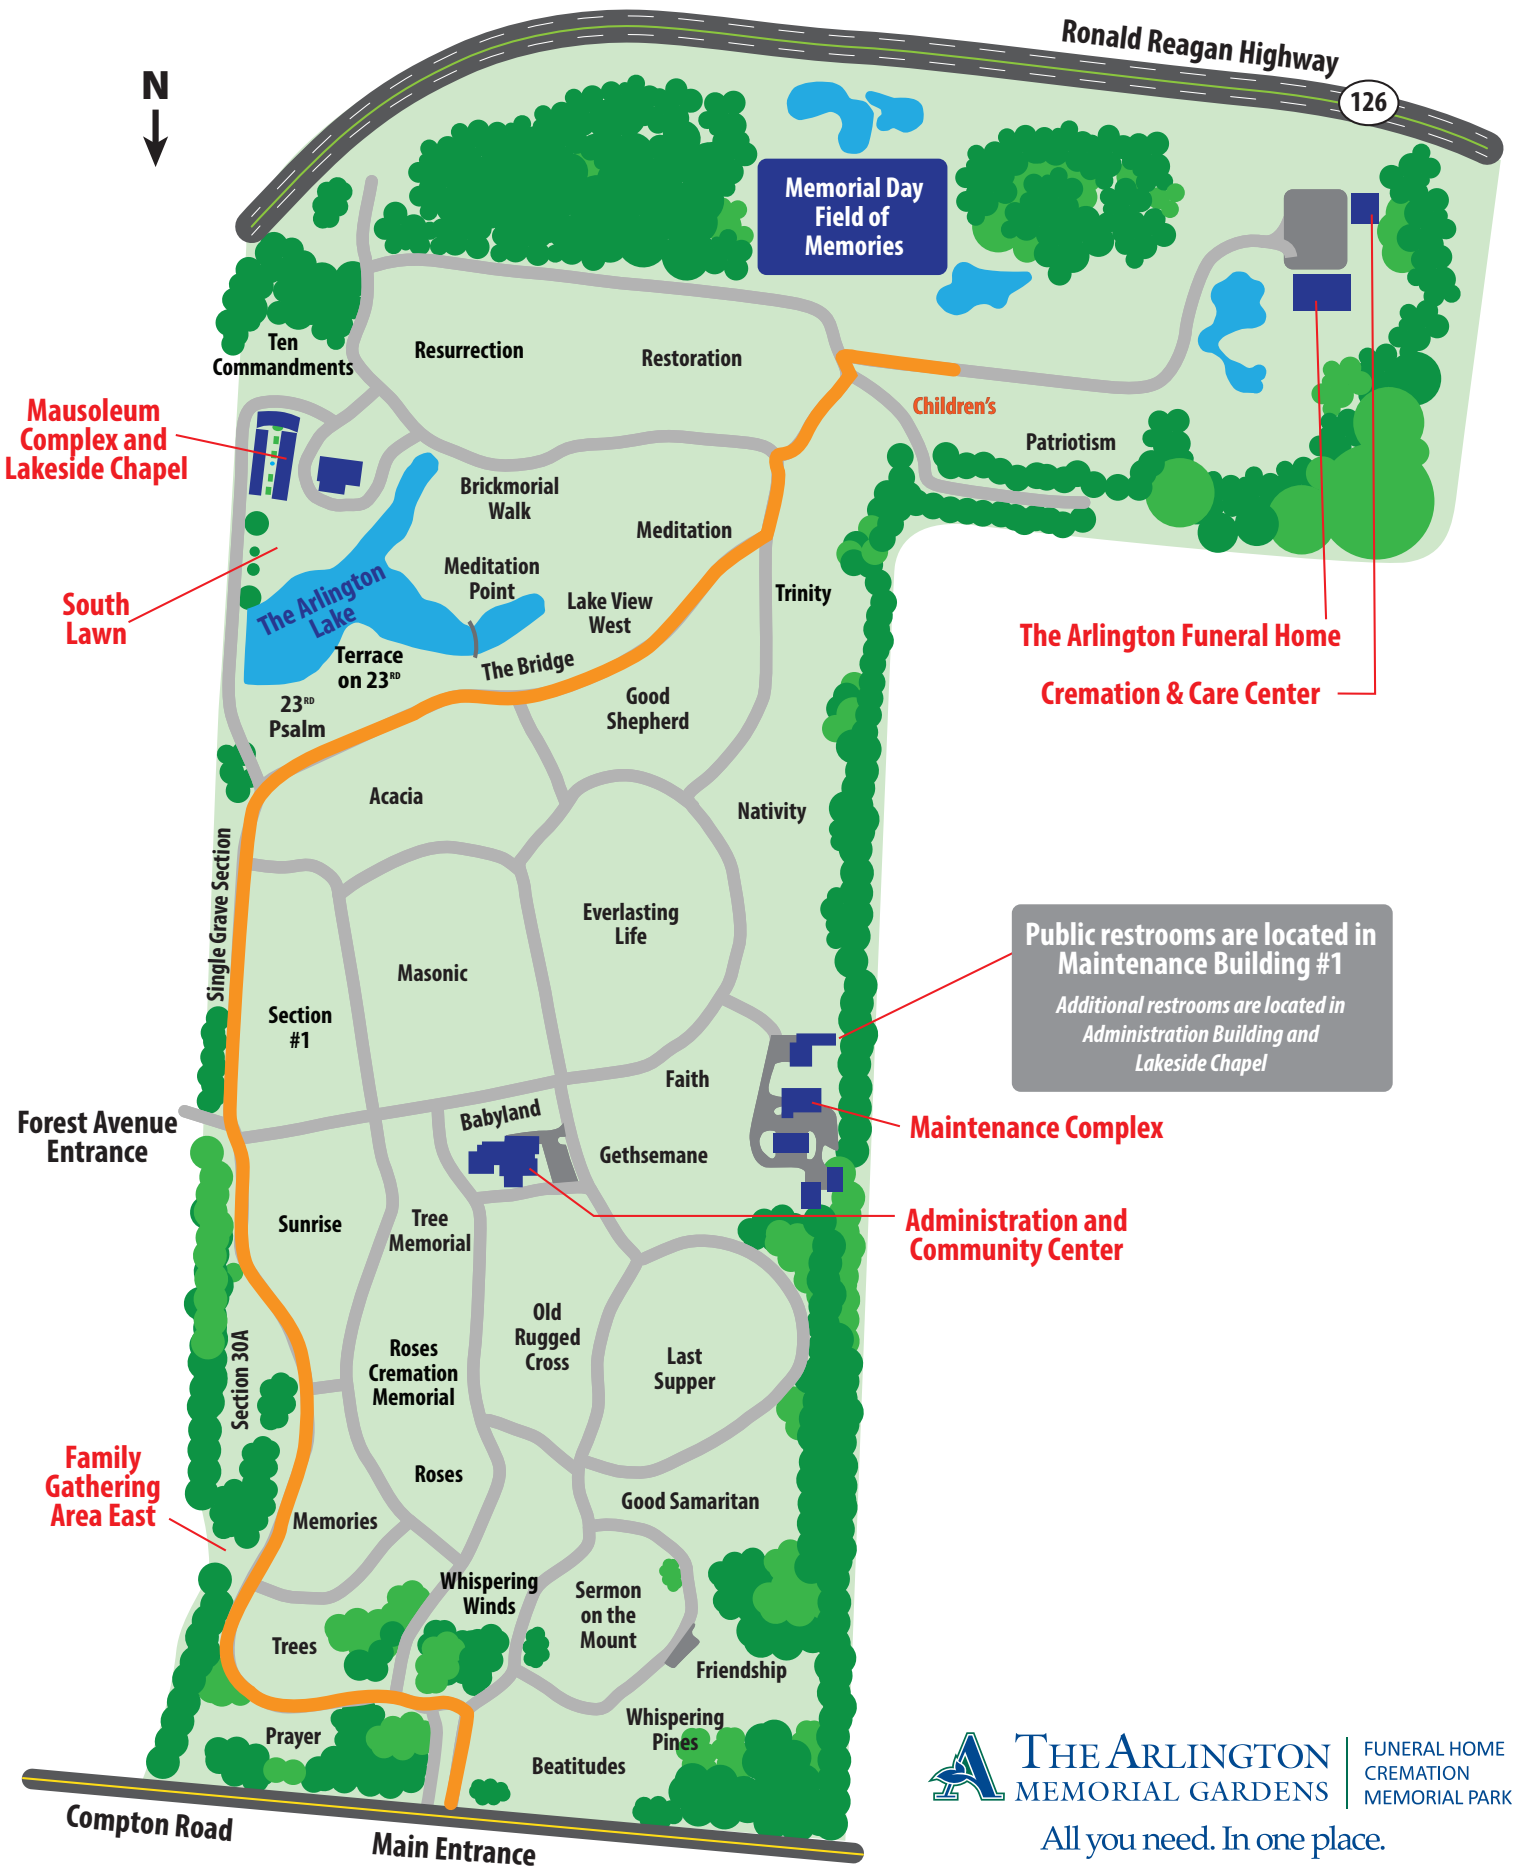 Ronald Reagan Highway
126
N
Memorial Day
Field of
Memories
Ten
Commandments
Resurrection
Restoration
Children's
Patriotism
Mausoleum
Complex and
Lakeside Chapel
Brickmorial
Walk
Meditation
Meditation
Point
Lake View
West
Trinity
The Arlington
Lake
South
Lawn
Terrace
on 23RD
The Bridge
23RD
Psalm
Good
Shepherd
The Arlington Funeral Home
Cremation & Care Center
Acacia
Nativity
Single Grave Section
Everlasting
Life
Masonic
Section
#1
Public restrooms are located in
Maintenance Building #1
Additional restrooms are located in
Administration Building and
Lakeside Chapel
Faith
Babyland
Forest Avenue
Entrance
Maintenance Complex
Gethsemane
Sunrise
Tree
Memorial
Administration and
Community Center
Old
Rugged
Cross
Section 30A
Roses
Cremation
Memorial
Last
Supper
Family
Gathering
Area East
Roses
Good Samaritan
Memories
Whispering
Winds
Sermon
on the
Mount
Trees
Friendship
Whispering
Pines
Prayer
Beatitudes
Compton Road
Main Entrance
A
THE ARLINGTON
MEMORIAL GARDENS
FUNERAL HOME
CREMATION
MEMORIAL PARK
All you need. In one place.